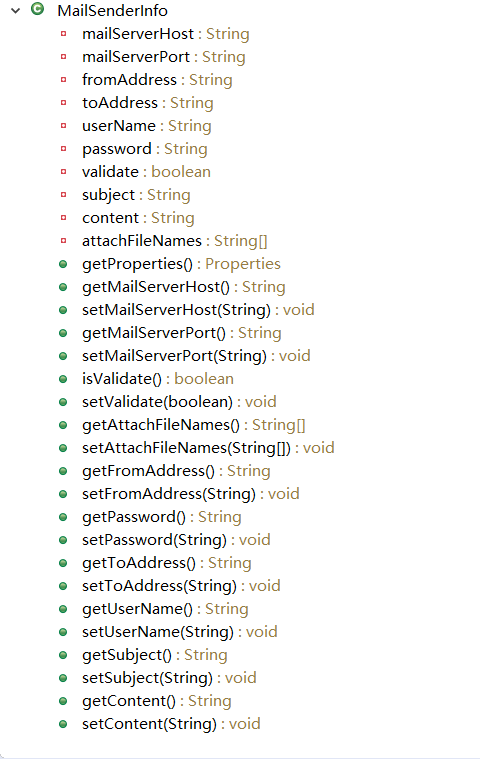 MailSenderInfo
mailServerHost : String
mailServerPort : String
fromAddress : String
toAddress : String
userName : String
password : String
validate : boolean
subject : String
content : String
attachFileNames : String[]
getProperties() : Properties
getMailServerHost() : String
setMailServerHost(String) : void
getMailServerPort() : String
setMailServerPort(String) : void
isValidate() : boolean
setValidate(boolean) : void
getAttachFileNames() : String[]
setAttachFileNames(String[]) : void
getFromAddress() : String
setFromAddress(String) : void
getPassword() : String
setPassword(String) : void
getToAddress() : String
setToAddress(String) : void
getUserName() : String
setUserName(String) : void
getSubject() : String
setSubject(String) : void
getContent() : String
setContent(String) : void